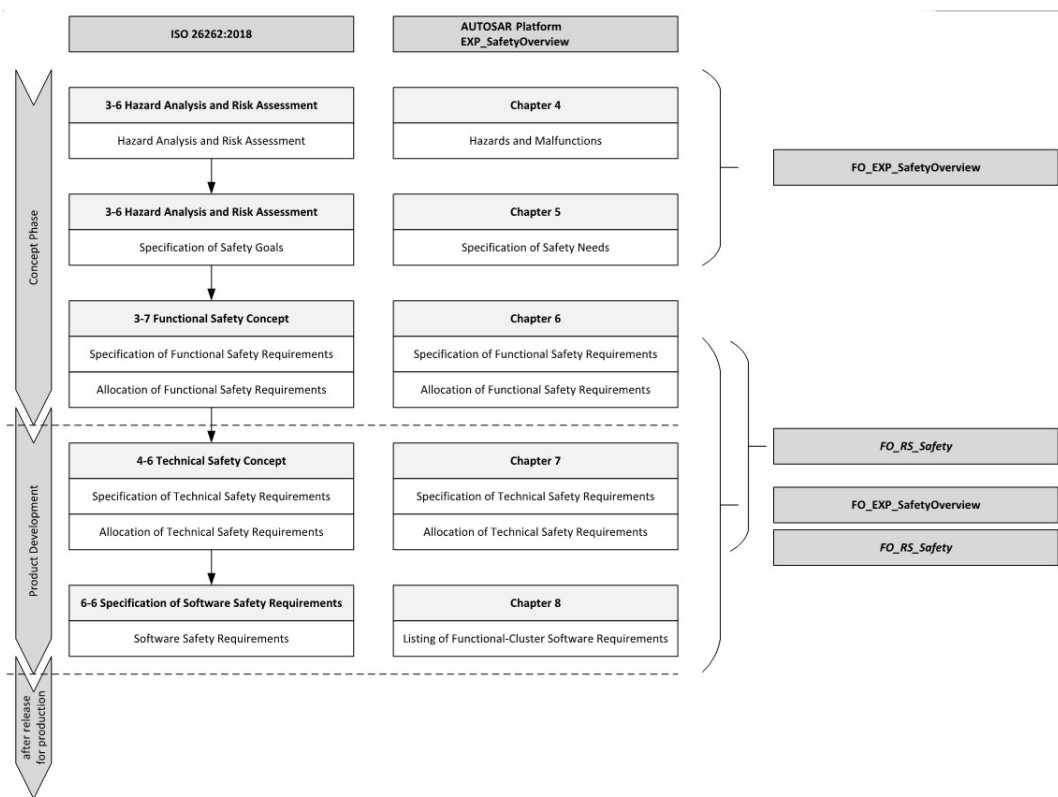 ISO 26262:2018
AUTOSAR Platform
EXP_SafetyOverview
Concept Phase
3-6 Hazard Analysis and Risk Assessment
Hazard Analysis and Risk Assessment
Chapter 4
Hazards and Malfunctions
FO_EXP_SafetyOverview
3-6 Hazard Analysis and Risk Assessment
Specification of Safety Goals
Chapter 5
Specification of Safety Needs
3-7 Functional Safety Concept
Specification of Functional Safety Requirements
Allocation of Functional Safety Requirements
Chapter 6
Specification of Functional Safety Requirements
Allocation of Functional Safety Requirements
Product Development
4-6 Technical Safety Concept
Specification of Technical Safety Requirements
Allocation of Technical Safety Requirements
Chapter 7
Specification of Technical Safety Requirements
Allocation of Technical Safety Requirements
FO_RS_Safety
FO_EXP_SafetyOverview
FO_RS_Safety
6-6 Specification of Software Safety Requirements
Software Safety Requirements
Chapter 8
Listing of Functional-Cluster Software Requirements
after release
for production